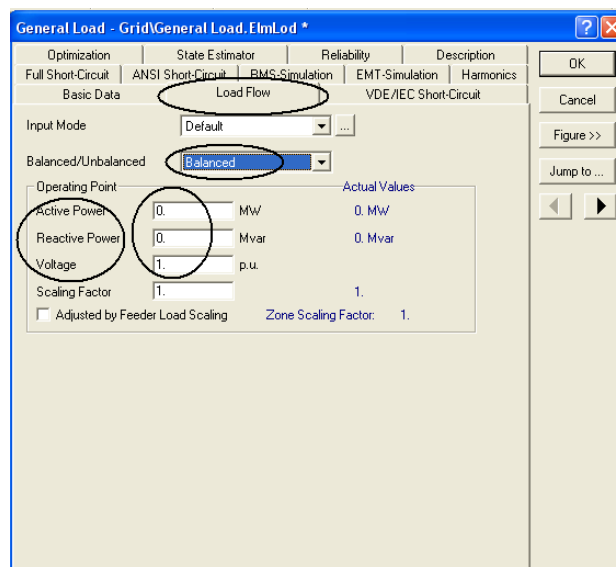 General Load - Grid\General Load.ElmLod *
Optimization State Estimator Reliability Description
Full Short-Circuit ANSI Short-Circuit RMS-Simulation EMT-Simulation Harmonics
Basic Data Load Flow VDE/IEC Short-Circuit
OK
Cancel
Figure >>
Jump to ...
Input Mode Default ...
Balanced/Unbalanced Balanced
Operating Point Actual Values
Active Power 0. MW 0. MW
Reactive Power 0. Mvar 0. Mvar
Voltage 1. p.u.
Scaling Factor 1. 1.
Adjusted by Feeder Load Scaling Zone Scaling Factor: 1.